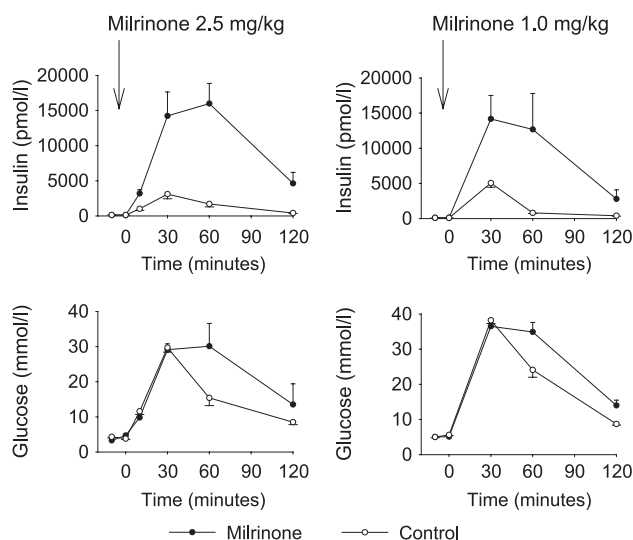 Milrinone 2.5 mg/kg
Insulin (pmol/l)
20000
15000
10000
5000
0
0 30 60 90 120
Time (minutes)
Milrinone 1.0 mg/kg
Insulin (pmol/l)
20000
15000
10000
5000
0
0 30 60 90 120
Time (minutes)
Glucose (mmol/l)
40
30
20
10
0
0 30 60 90 120
Time (minutes)
Glucose (mmol/l)
40
30
20
10
0
0 30 60 90 120
Time (minutes)
Milrinone Control